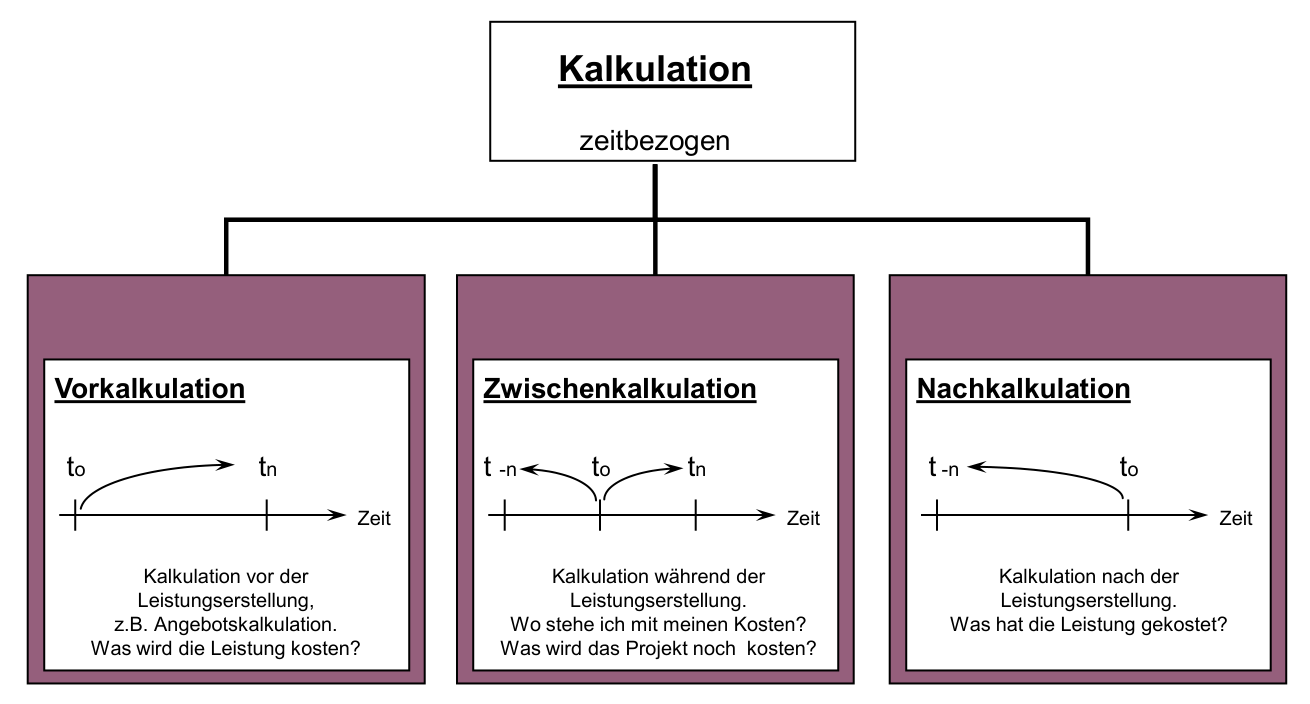 Kalkulation
zeitbezogen
Vorkalkulation
to tn
Zeit
Kalkulation vor der
Leistungserstellung,
z.B. Angebotskalkulation.
Was wird die Leistung kosten?
Zwischenkalkulation
t -n to tn
Zeit
Kalkulation während der
Leistungserstellung.
Wo stehe ich mit meinen Kosten?
Was wird das Projekt noch kosten?
Nachkalkulation
t -n to
Zeit
Kalkulation nach der
Leistungserstellung.
Was hat die Leistung gekostet?